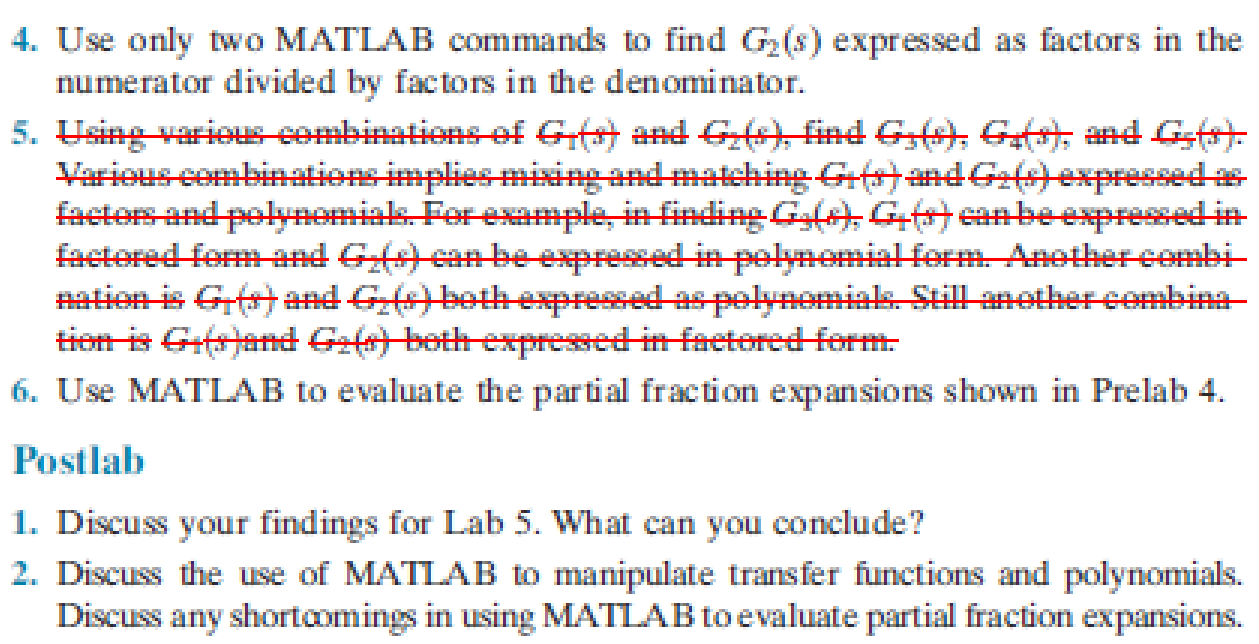 4. Use only two MATLAB commands to find G₂(s) expressed as factors in the
numerator divided by factors in the denominator.
5. Using various combinations of G₁(s) and G₂(s), find G₃(s), G₄(s), and G₅(s).
Various combinations implies mixing and matching G₁(s) and G₂(s) expressed as
factors and polynomials. For example, in finding G₃(s), G₁(s) can be expressed in
factored form and G₂(s) can be expressed in polynomial form. Another combi-
nation is G₁(s) and G₂(s) both expressed as polynomials. Still another combina-
tion is G₁(s)and G₂(s) both expressed in factored form.
6. Use MATLAB to evaluate the partial fraction expansions shown in Prelab 4.
Postlab
1. Discuss your findings for Lab 5. What can you conclude?
2. Discuss the use of MATLAB to manipulate transfer functions and polynomials.
Discuss any shortcomings in using MATLAB to evaluate partial fraction expansions.